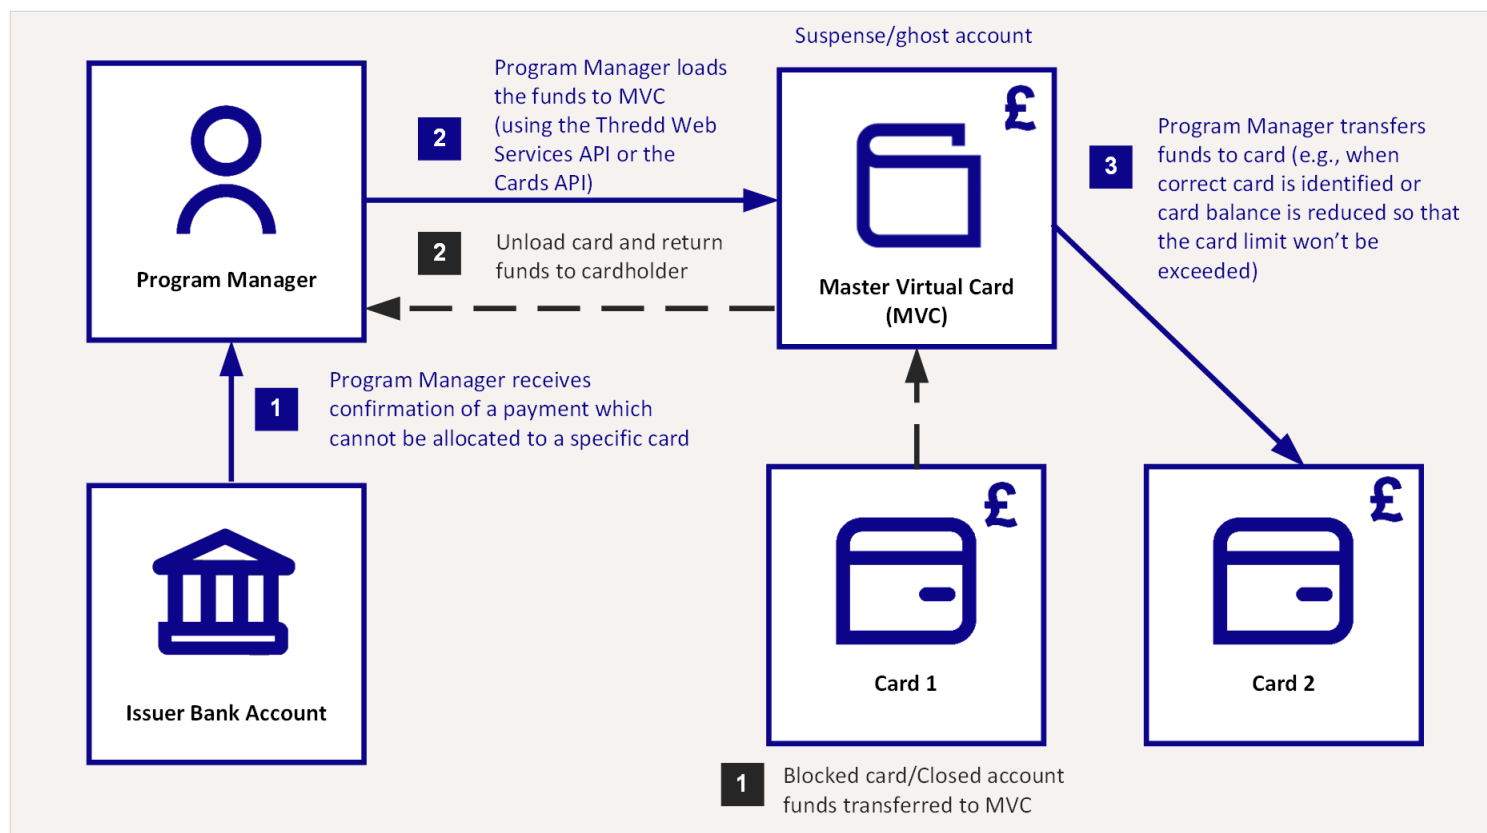 Suspense/ghost account
£
Program Manager
2
Program Manager loads
the funds to MVC
(using the Thredd Web
Services API or the
Cards API)
2
Unload card and return
funds to cardholder
Master Virtual Card
(MVC)
3
Program Manager transfers
funds to card (e.g., when
correct card is identified or
card balance is reduced so that
the card limit won’t be
exceeded)
1
Program Manager receives
confirmation of a payment which
cannot be allocated to a specific card
Issuer Bank Account
£
Card 1
£
Card 2
1
Blocked card/Closed account
funds transferred to MVC